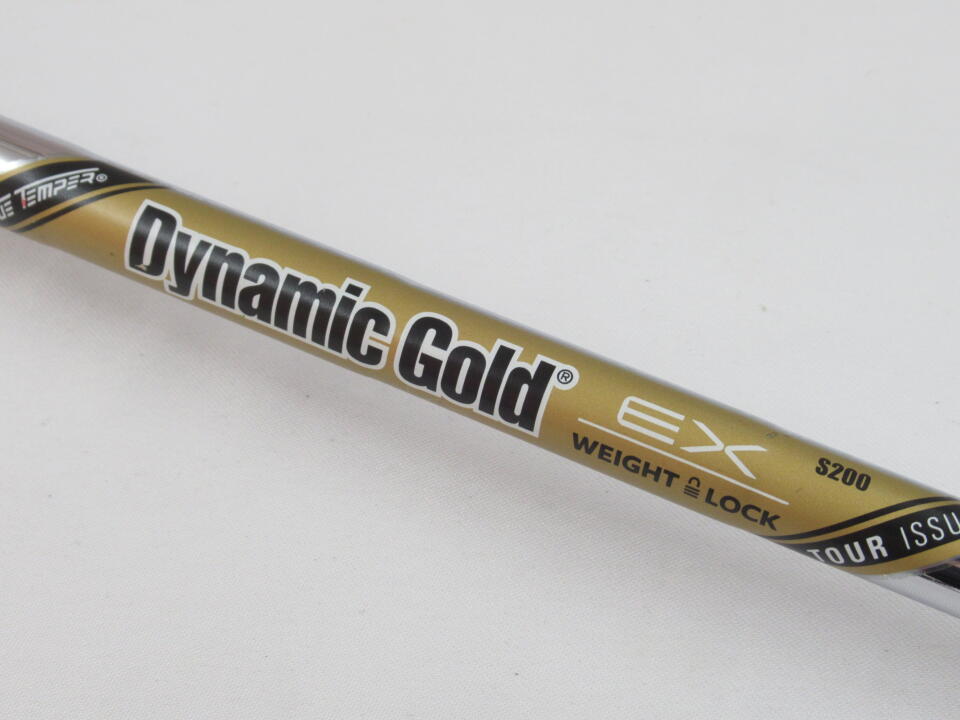 TEMPER®
Dynamic Gold®
EX
WEIGHT LOCK
S200
TOUR